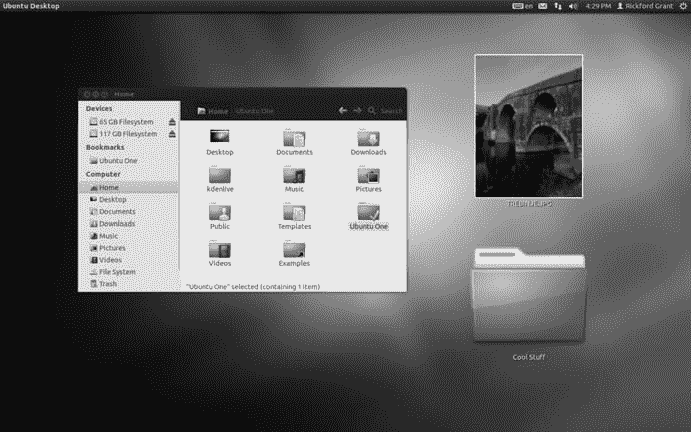 Ubuntu Desktop
en
4:29 PM
Rickford Grant
Home
Devices
65 GB Filesystem
117 GB Filesystem
Bookmarks
Ubuntu One
Computer
Home
Desktop
Documents
Downloads
Music
Pictures
Videos
File System
Trash
Home
Ubuntu One
Search
Desktop
Documents
Downloads
kdenlive
Music
Pictures
Public
Templates
Ubuntu One
Videos
Examples
"Ubuntu One" selected (containing 1 item)
Cool Stuff